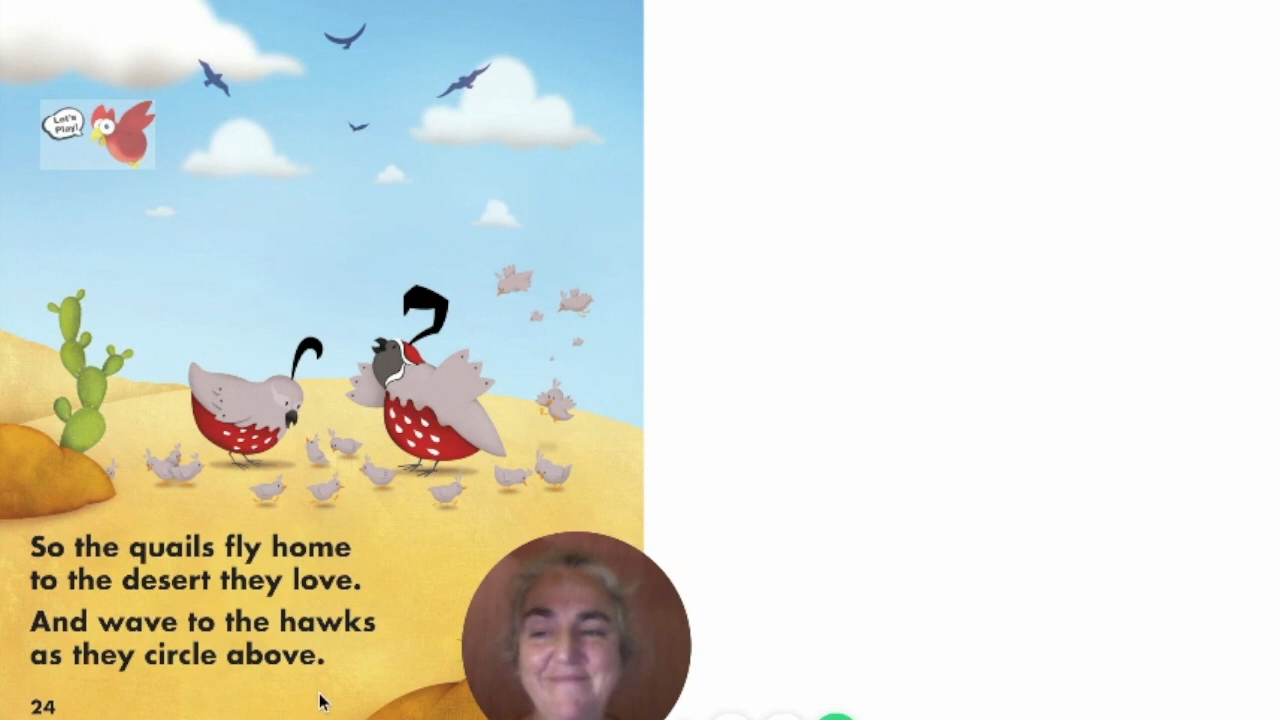 Let's
Play!
So the quails fly home
to the desert they love.
And wave to the hawks
as they circle above.
24